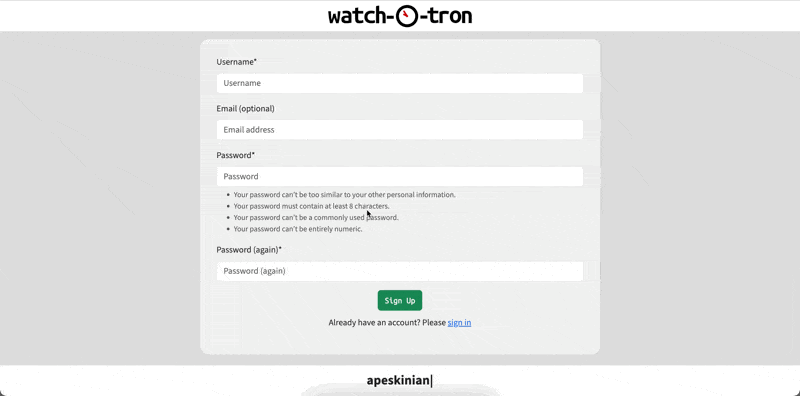 watch-O-tron
Username*
Username
Email (optional)
Email address
Password*
Password
• Your password can't be too similar to your other personal information.
• Your password must contain at least 8 characters.
• Your password can't be a commonly used password.
• Your password can't be entirely numeric.
Password (again)*
Password (again)
Sign Up
Already have an account? Please sign in
apeskinian|